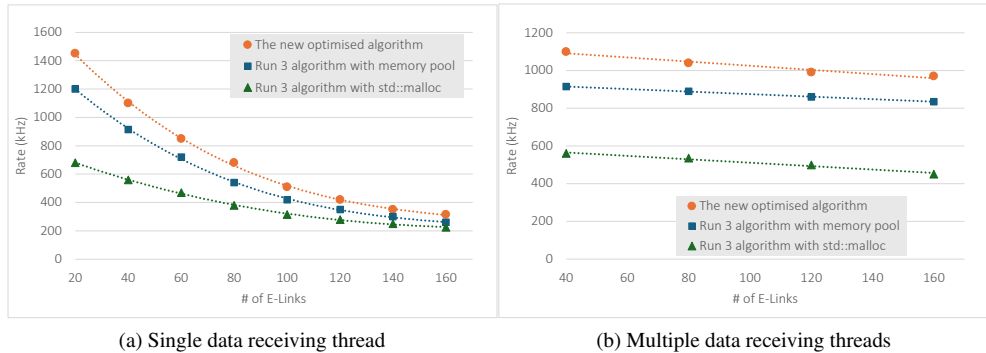 1600
1400
1200
1000
800
600
400
200
0
Rate (kHz)
The new optimised algorithm
Run 3 algorithm with memory pool
Run 3 algorithm with std::malloc
20 40 60 80 100 120 140 160
# of E-Links
(a) Single data receiving thread
1200
1000
800
600
400
200
0
Rate (kHz)
The new optimised algorithm
Run 3 algorithm with memory pool
Run 3 algorithm with std::malloc
40 60 80 100 120 140 160
# of E-Links
(b) Multiple data receiving threads